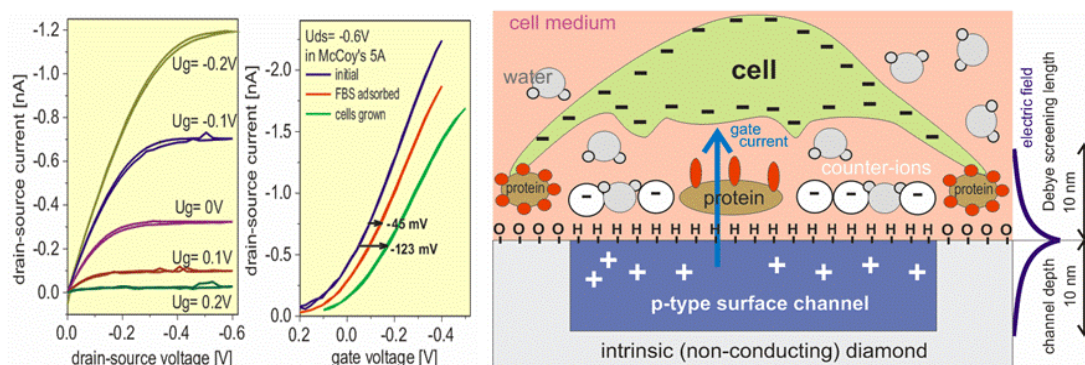 drain-source current [nA]
-1.2
-1.0
-0.8
-0.6
-0.4
-0.2
0.0
Ug= -0.2V
Ug= -0.1V
Ug= 0V
Ug= 0.1V
Ug= 0.2V
0.0 -0.2 -0.4 -0.6
drain-source voltage [V]
drain-source current [nA]
-2.0
-1.5
-1.0
-0.5
0.0
Uds= -0.6V
in McCoy's 5A
initial
FBS adsorbed
cells grown
-45 mV
-123 mV
0.2 0.0 -0.2 -0.4
gate voltage [V]
cell medium
water
cell
gate
current
counter-ions
protein
protein
protein
O O O O H H H H H H H H H H H H H H H H H H O O O O
p-type surface channel
intrinsic (non-conducting) diamond
electric field
Debye screening length
10 nm
channel depth
10 nm